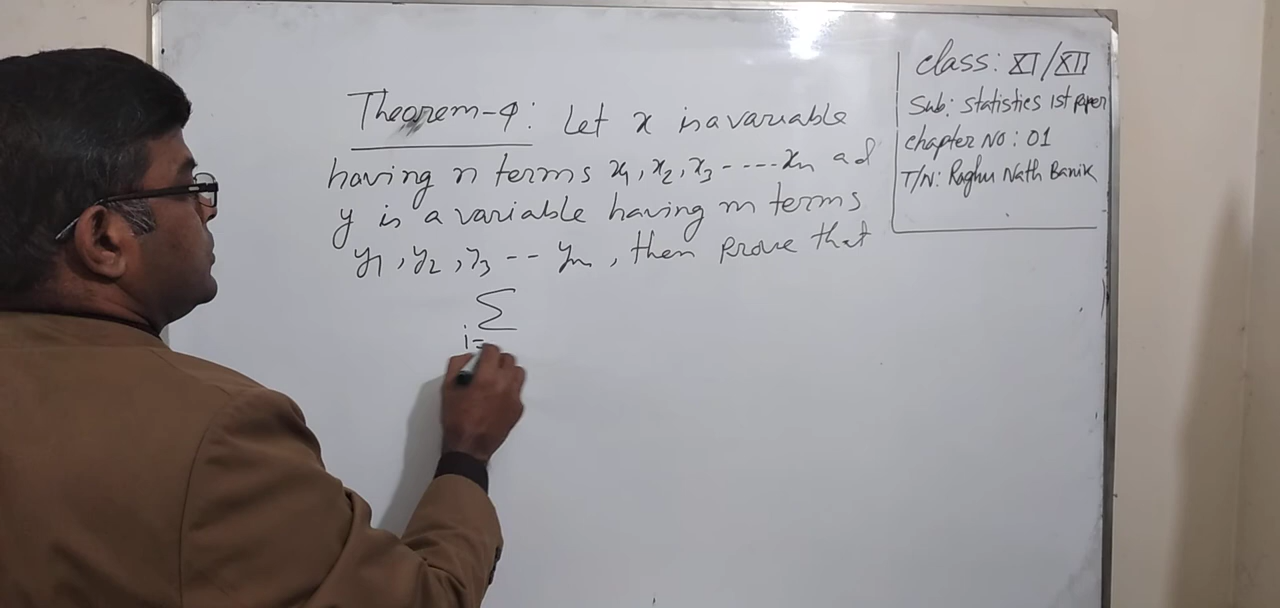 Theorem-4: Let x is a variable
having n terms x1, x2, x3 ----- xn ad
y is a variable having m terms
y1, y2, y3 -- ym, then prove that
Σ
i=
class: XI/XII
Sub: Statistics 1st paper
chapter No: 01
T/N: Raghu Nath Banik